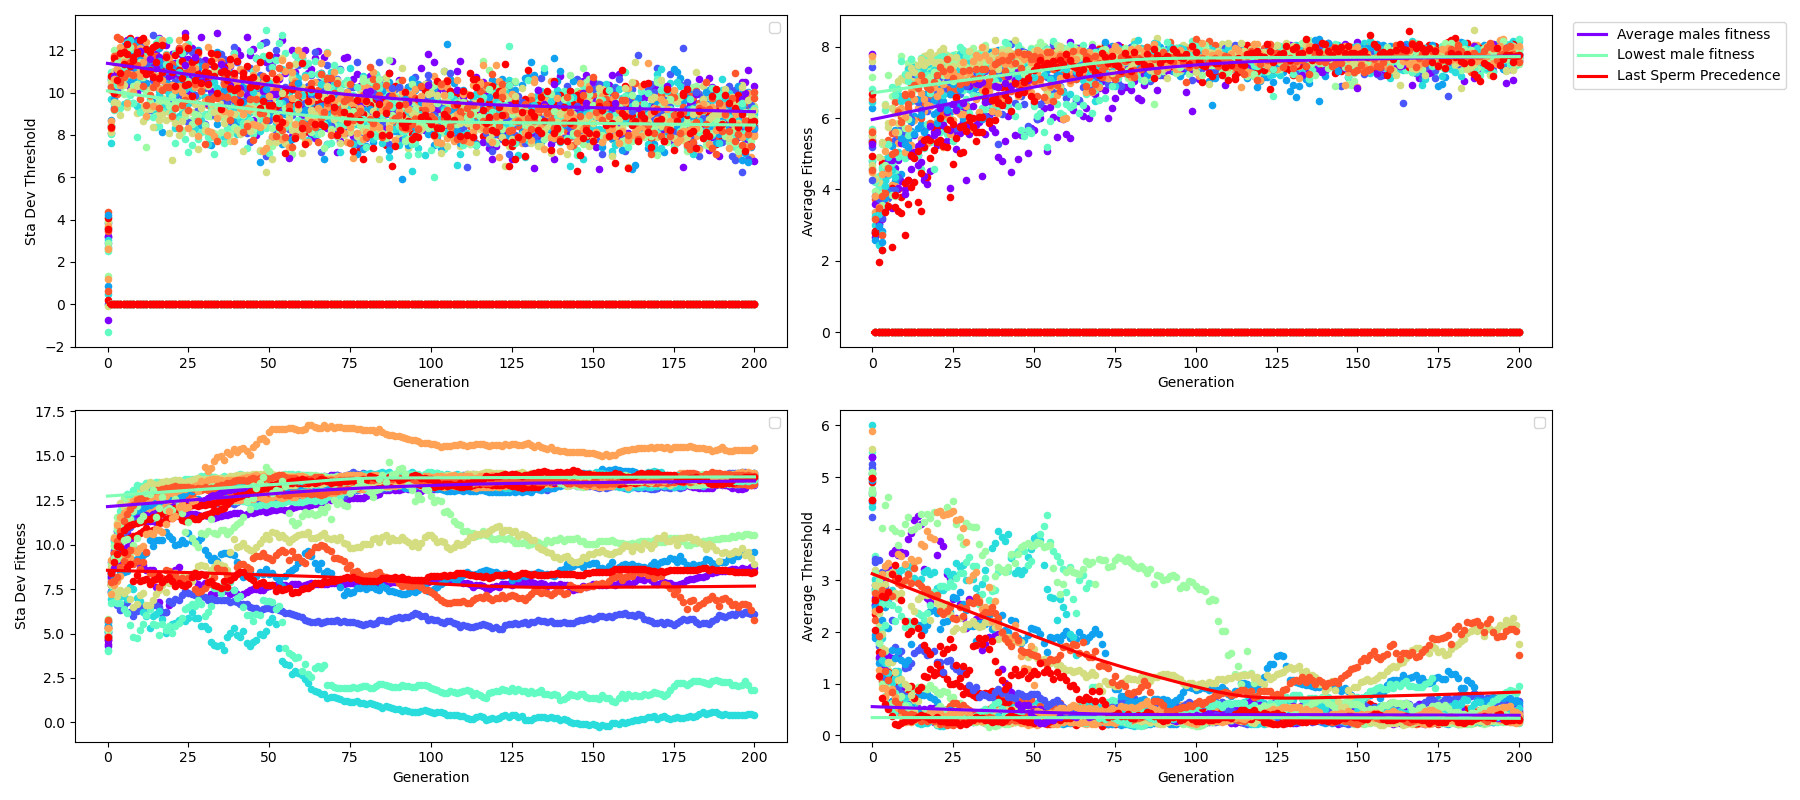 Sta Dev Threshold
12
10
8
6
4
2
0
−2
0 25 50 75 100 125 150 175 200
Generation
Average Fitness
8
6
4
2
0
0 25 50 75 100 125 150 175 200
Generation
Average males fitness
Lowest male fitness
Last Sperm Precedence
Sta Dev Fitness
17.5
15.0
12.5
10.0
7.5
5.0
2.5
0.0
0 25 50 75 100 125 150 175 200
Generation
Average Threshold
6
5
4
3
2
1
0
0 25 50 75 100 125 150 175 200
Generation